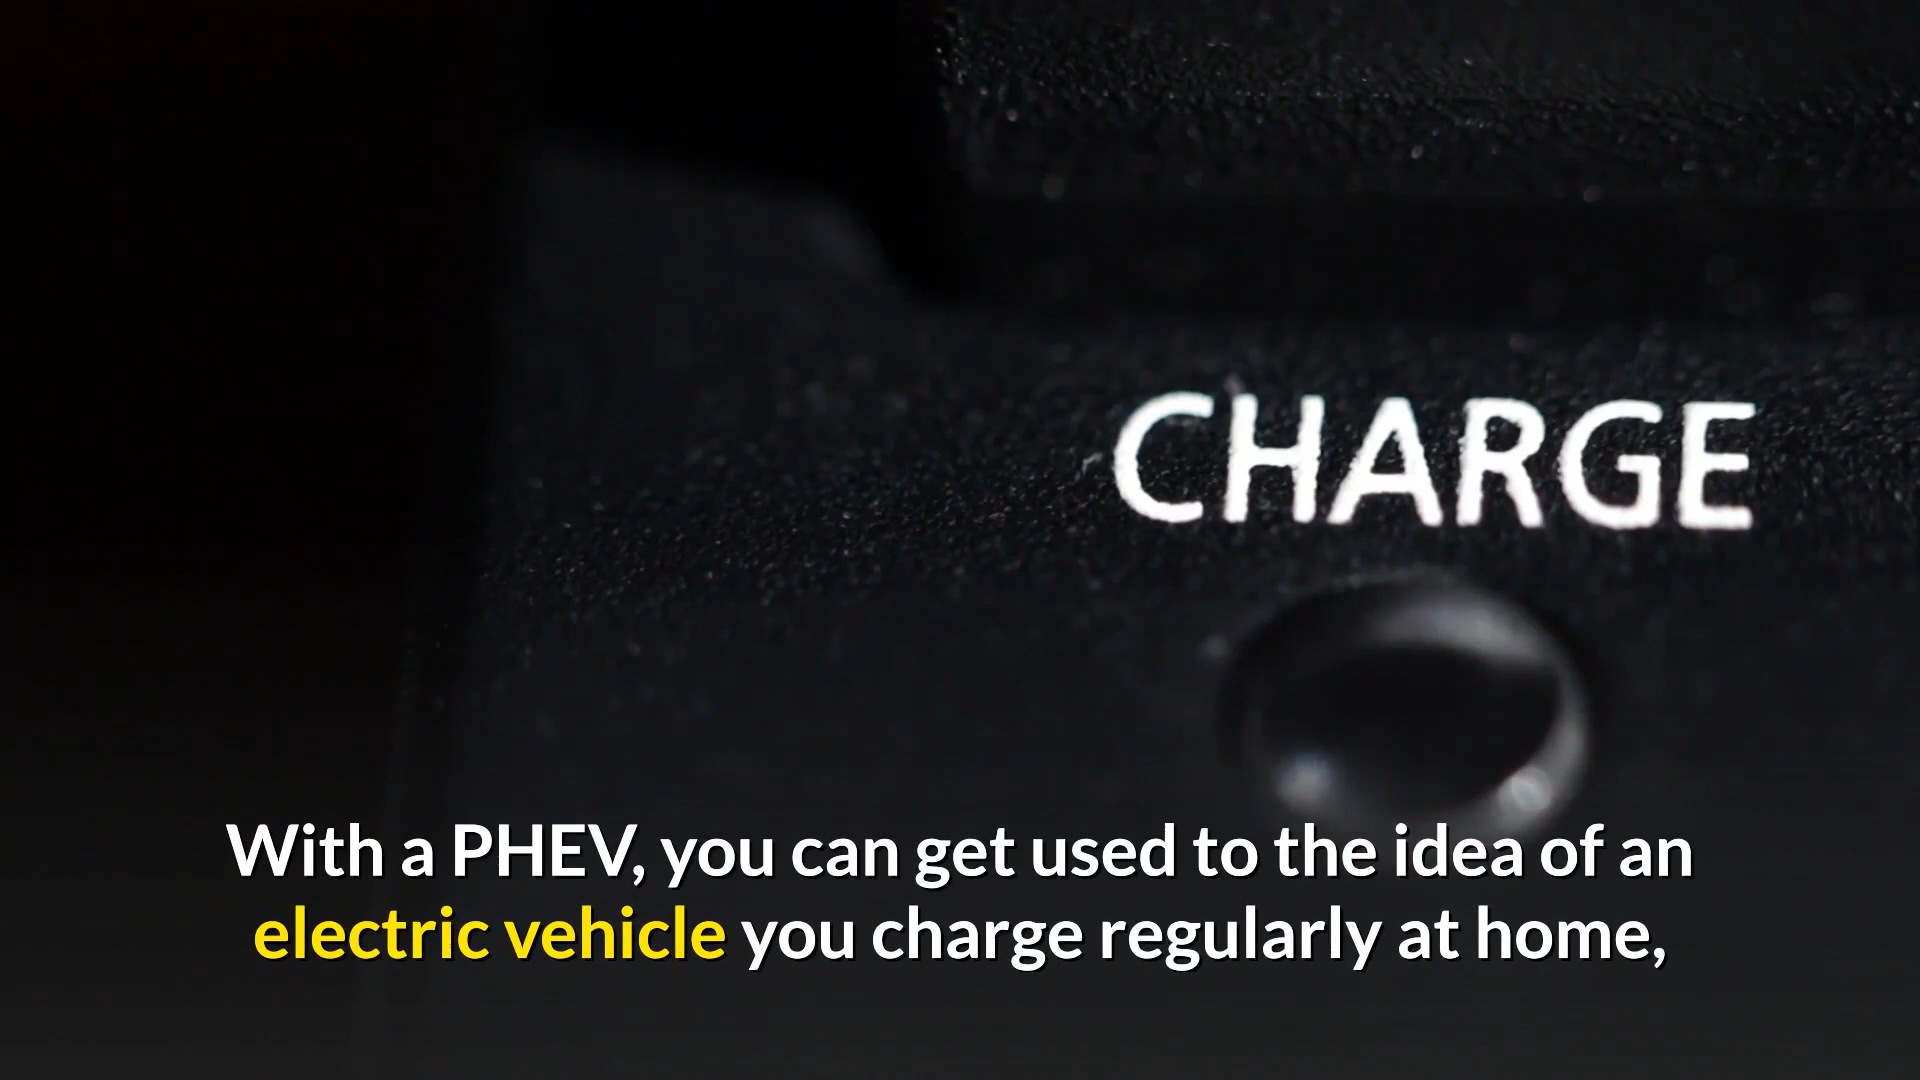 CHARGE
With a PHEV, you can get used to the idea of an
electric vehicle you charge regularly at home,